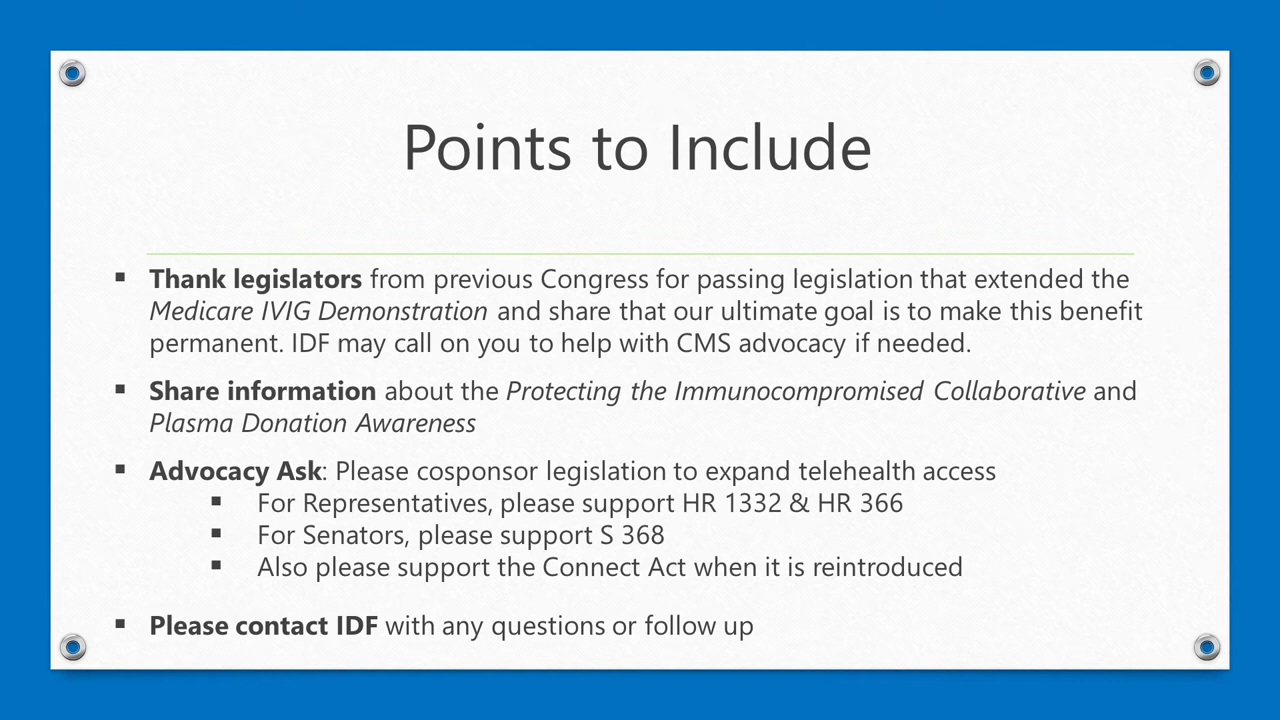 Points to Include
▪ Thank legislators from previous Congress for passing legislation that extended the
Medicare IVIG Demonstration and share that our ultimate goal is to make this benefit
permanent. IDF may call on you to help with CMS advocacy if needed.
▪ Share information about the Protecting the Immunocompromised Collaborative and
Plasma Donation Awareness
▪ Advocacy Ask: Please cosponsor legislation to expand telehealth access
▪ For Representatives, please support HR 1332 & HR 366
▪ For Senators, please support S 368
▪ Also please support the Connect Act when it is reintroduced
▪ Please contact IDF with any questions or follow up